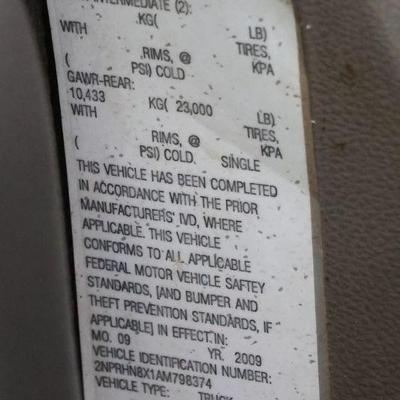 INTERMEDIATE (2):
KG( LB)
WITH TIRES,
RIMS, @ KPA
( PSI) COLD
GAWR-REAR:
10,433 KG( 23,000 LB)
WITH TIRES,
RIMS, @ KPA
( PSI) COLD SINGLE
THIS VEHICLE HAS BEEN COMPLETED
IN ACCORDANCE WITH THE PRIOR
MANUFACTURERS' IVD, WHERE
APPLICABLE. THIS VEHICLE
CONFORMS TO ALL APPLICABLE
FEDERAL MOTOR VEHICLE SAFTEY
STANDARDS, [AND BUMPER AND
THEFT PREVENTION STANDARDS, IF
APPLICABLE] IN EFFECT IN:
MO. 09 YR. 2009
VEHICLE IDENTIFICATION NUMBER:
2NPRHN8X1AM798374
VEHICLE TYPE: TRUCK